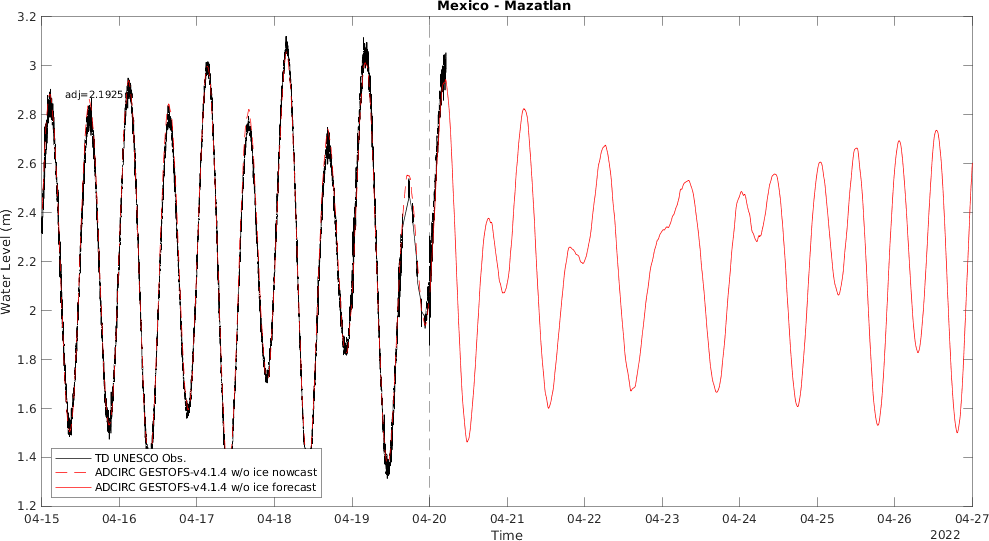 Mexico - Mazatlan
3.2
3
2.8
2.6
2.4
2.2
2
1.8
1.6
1.4
1.2
Water Level (m)
adj=2.1925
TD UNESCO Obs.
ADCIRC GESTOFS-v4.1.4 w/o ice nowcast
ADCIRC GESTOFS-v4.1.4 w/o ice forecast
04-15 04-16 04-17 04-18 04-19 04-20 04-21 04-22 04-23 04-24 04-25 04-26 04-27
Time
2022